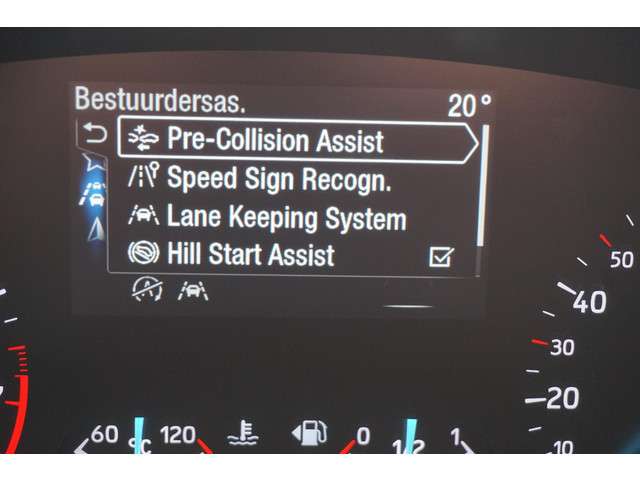 Bestuurdersas. 20°
Pre-Collision Assist
Speed Sign Recogn.
Lane Keeping System
Hill Start Assist
50
40
30
20
10
60 °C 120 0 1/2 1